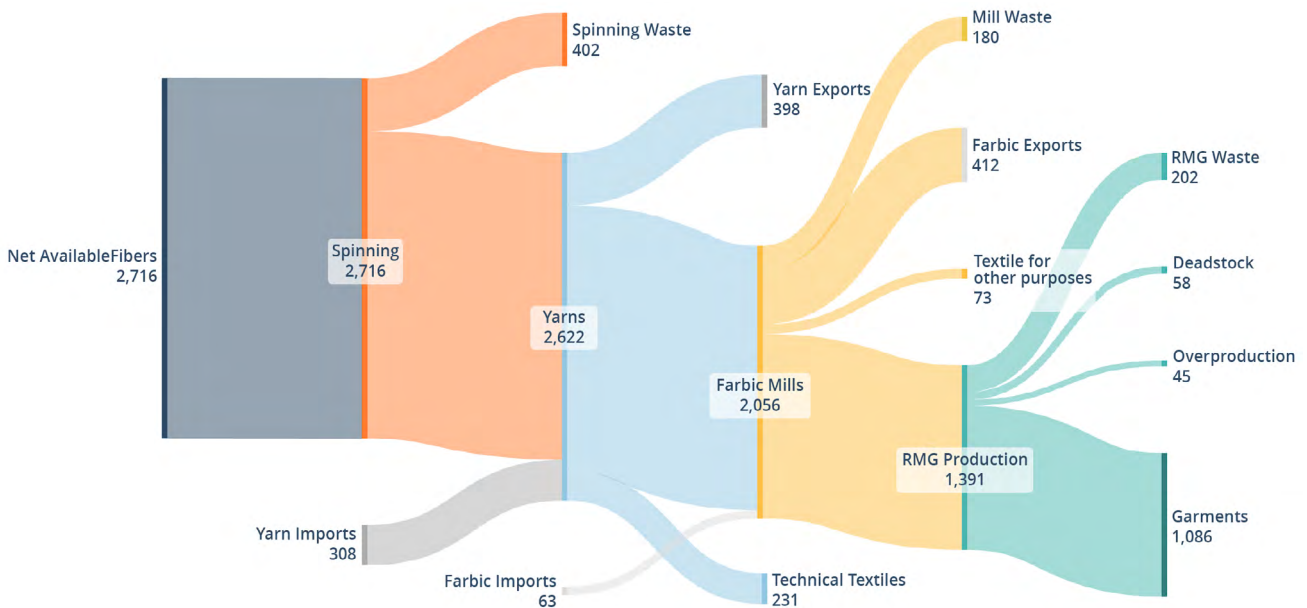 Net AvailableFibers
2,716
Spinning
2,716
Spinning Waste
402
Yarns
2,622
Yarn Imports
308
Yarn Exports
398
Farbic Mills
2,056
Farbic Imports
63
Technical Textiles
231
Mill Waste
180
Farbic Exports
412
Textile for
other purposes
73
RMG Production
1,391
RMG Waste
202
Deadstock
58
Overproduction
45
Garments
1,086